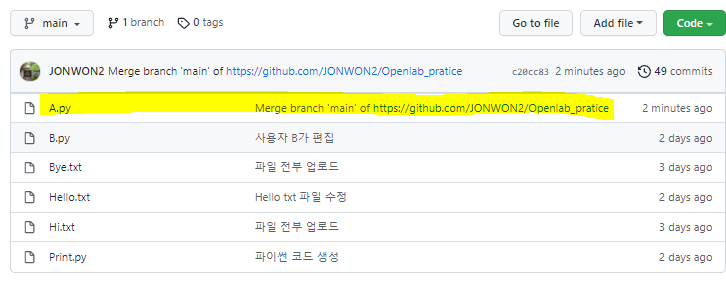 main 1 branch 0 tags Go to file Add file Code
JONWON2 Merge branch 'main' of https://github.com/JONWON2/Openlab_pratice c20cc83 2 minutes ago 49 commits
A.py Merge branch 'main' of https://github.com/JONWON2/Openlab_pratice 2 minutes ago
B.py 사용자 B가 편집 2 days ago
Bye.txt 파일 전부 업로드 3 days ago
Hello.txt Hello txt 파일 수정 2 days ago
Hi.txt 파일 전부 업로드 3 days ago
Print.py 파이썬 코드 생성 2 days ago